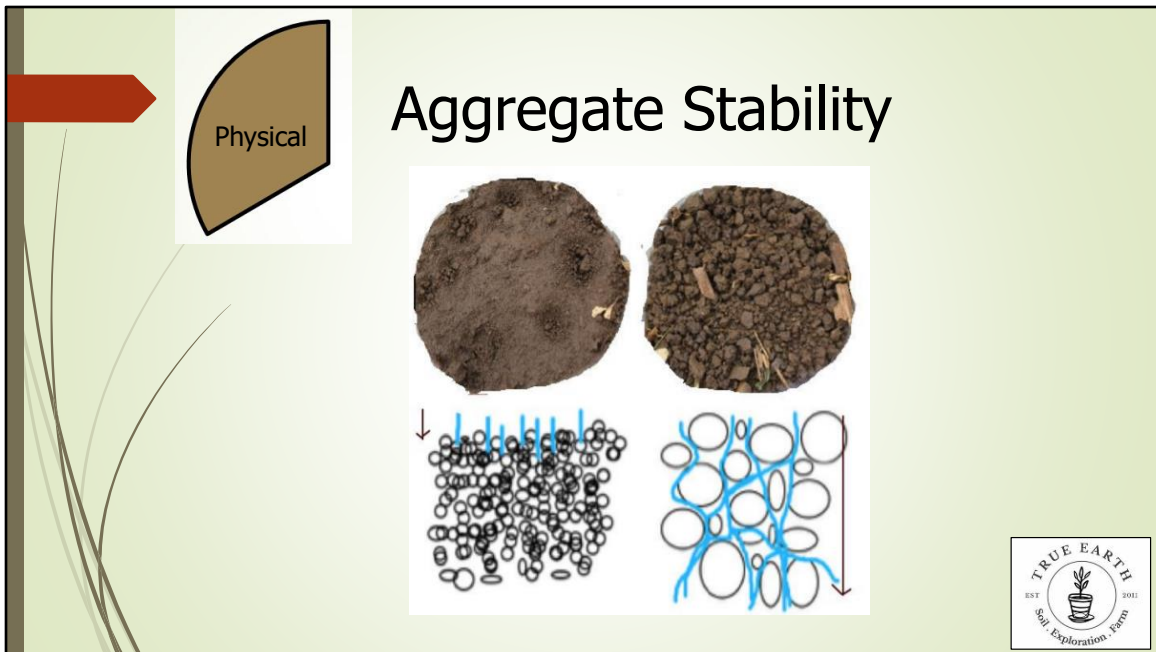 Physical
Aggregate Stability
TRUE EARTH
EST 2011
Soil . Exploration . Farm